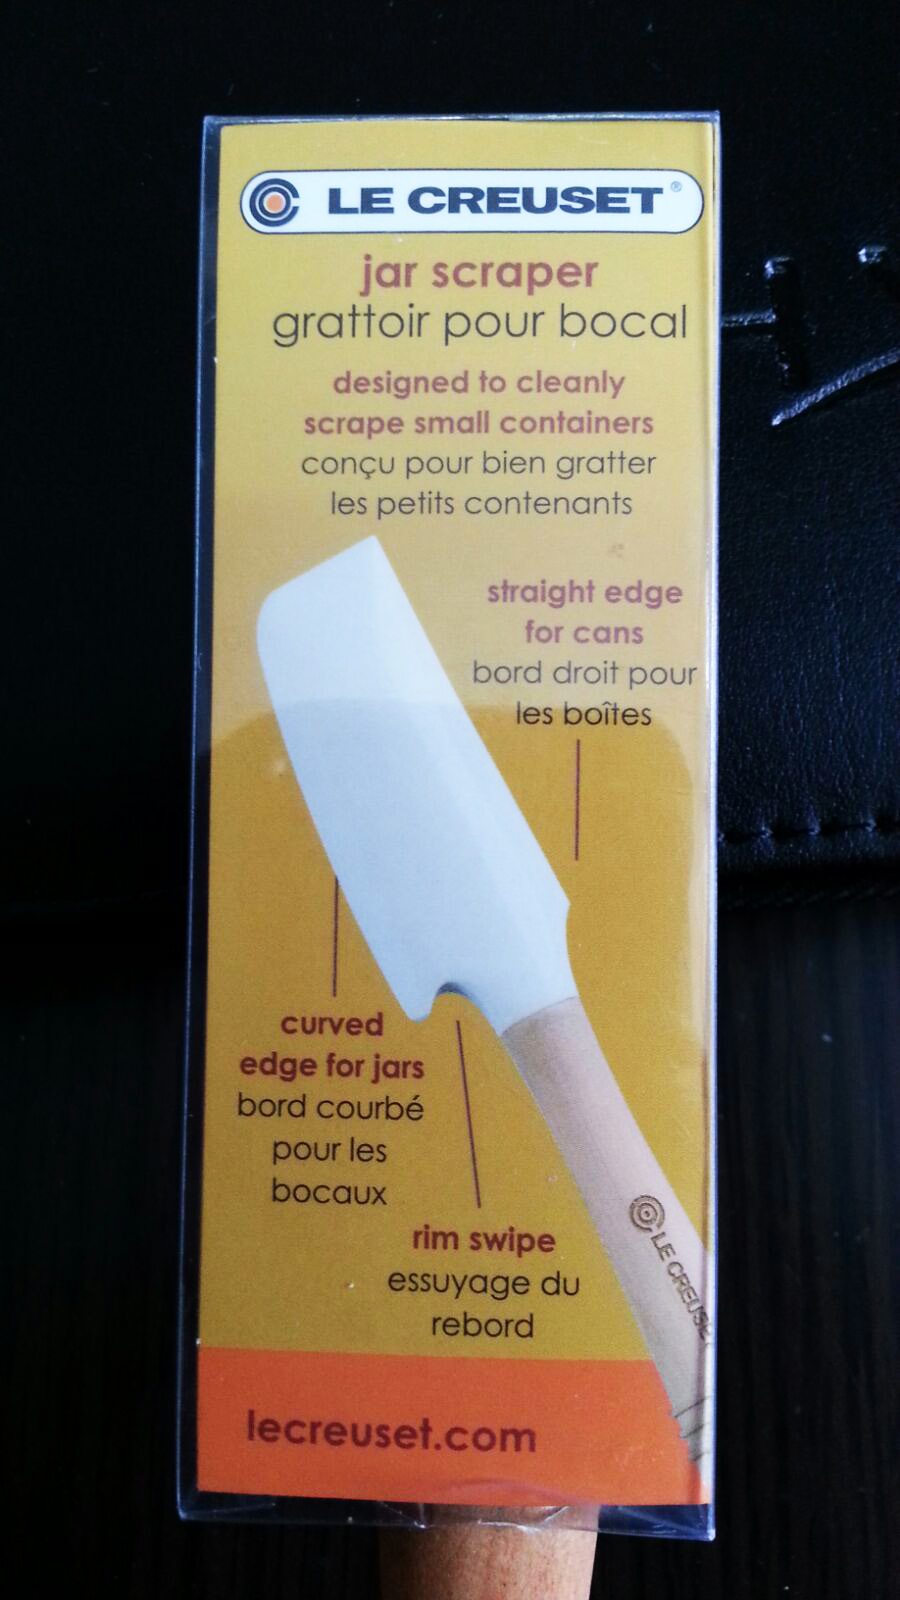 LE CREUSET®
jar scraper
grattoir pour bocal
designed to cleanly
scrape small containers
conçu pour bien gratter
les petits contenants
straight edge
for cans
bord droit pour
les boîtes
curved
edge for jars
bord courbé
pour les
bocaux
rim swipe
essuyage du
rebord
LE CREUSE
lecreuset.com